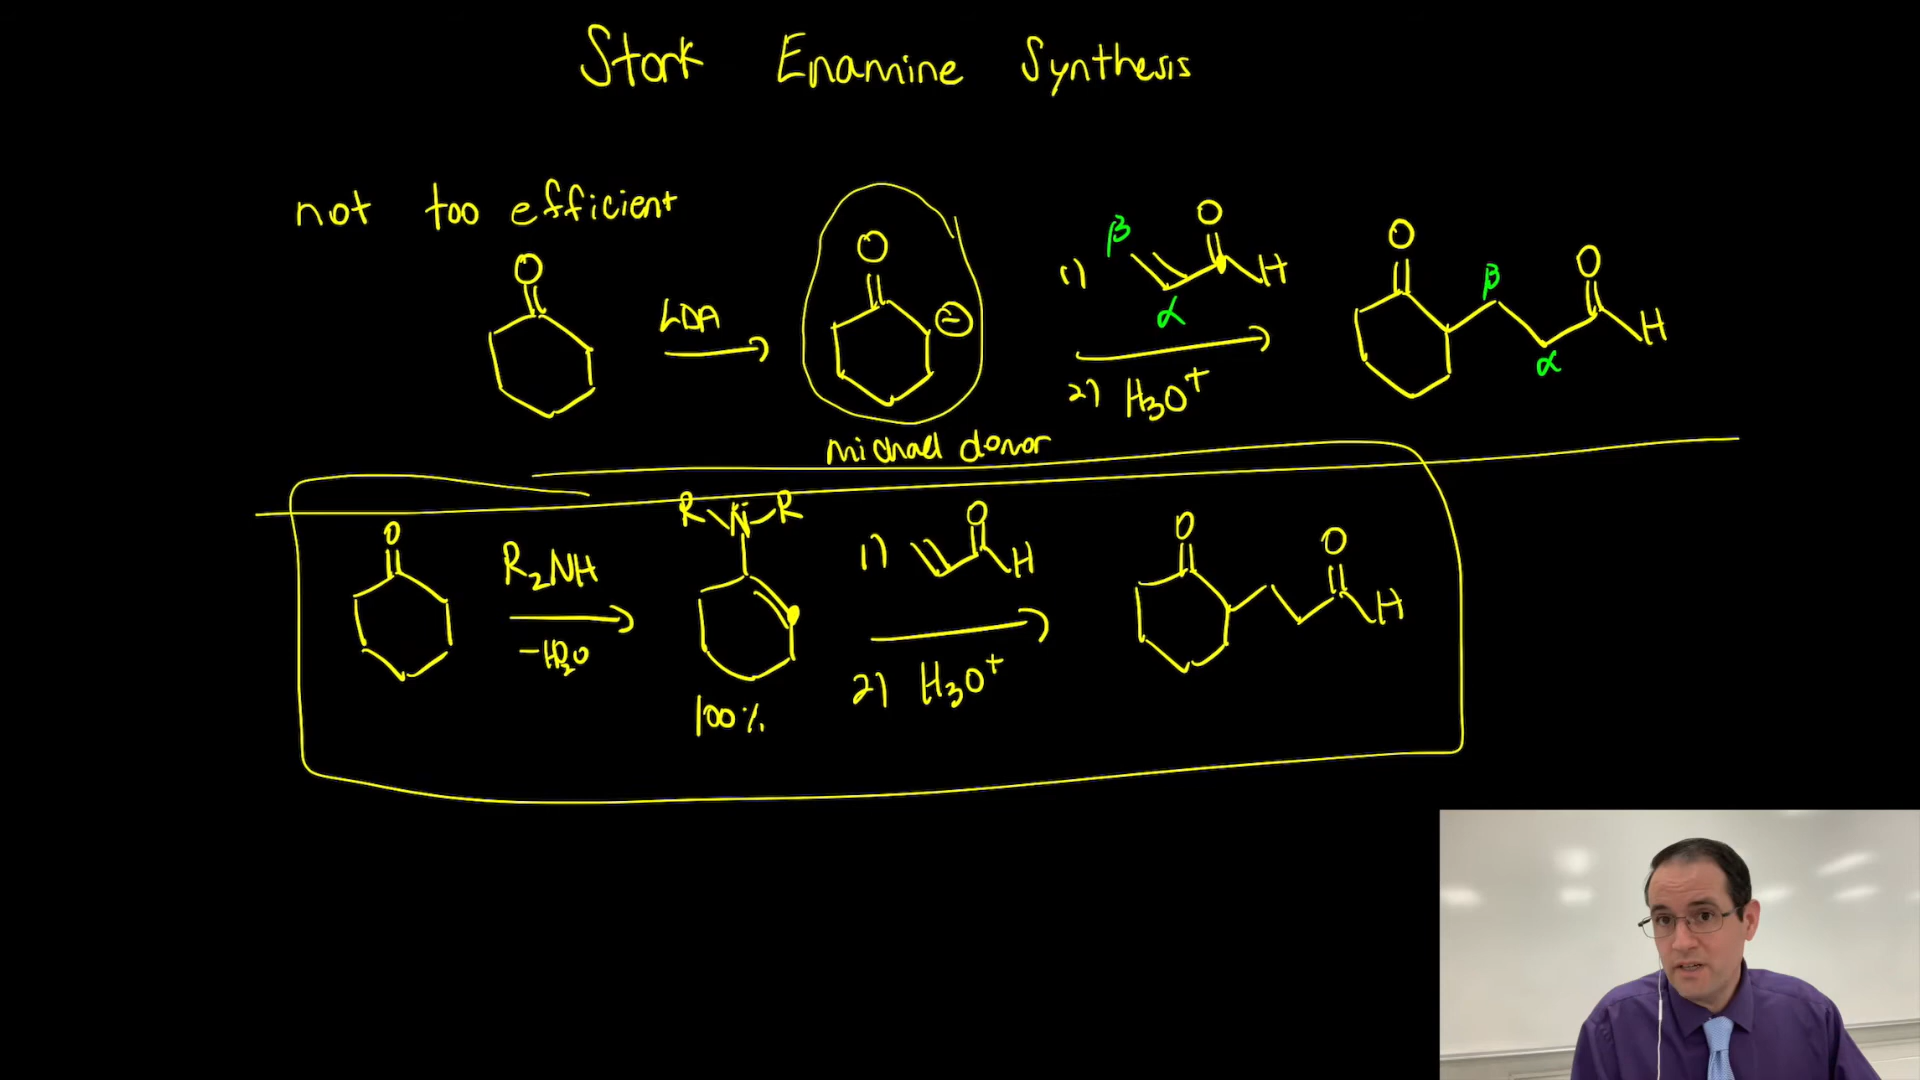 Stork Enamine Synthesis
not too efficient
O
LDA
O
⊖
1)
β
α
O
H
2) H₃O⁺
O
β
α
O
H
michael donor
O
R₂NH
-H₂O
R N̈ R
100%
1)
O
H
2) H₃O⁺
O
O
H